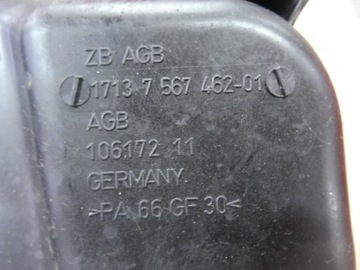 ZB AGB
1713 7 567 462-01
AGB
106172 11
GERMANY.
>PA 66-GF 30<